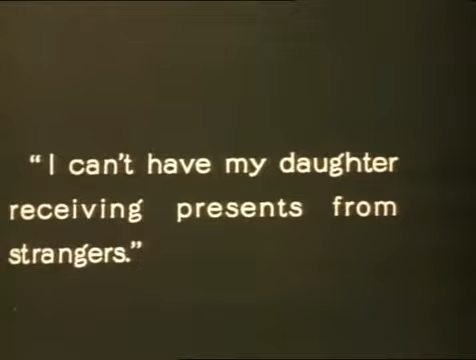 “I can't have my daughter
receiving presents from
strangers.”